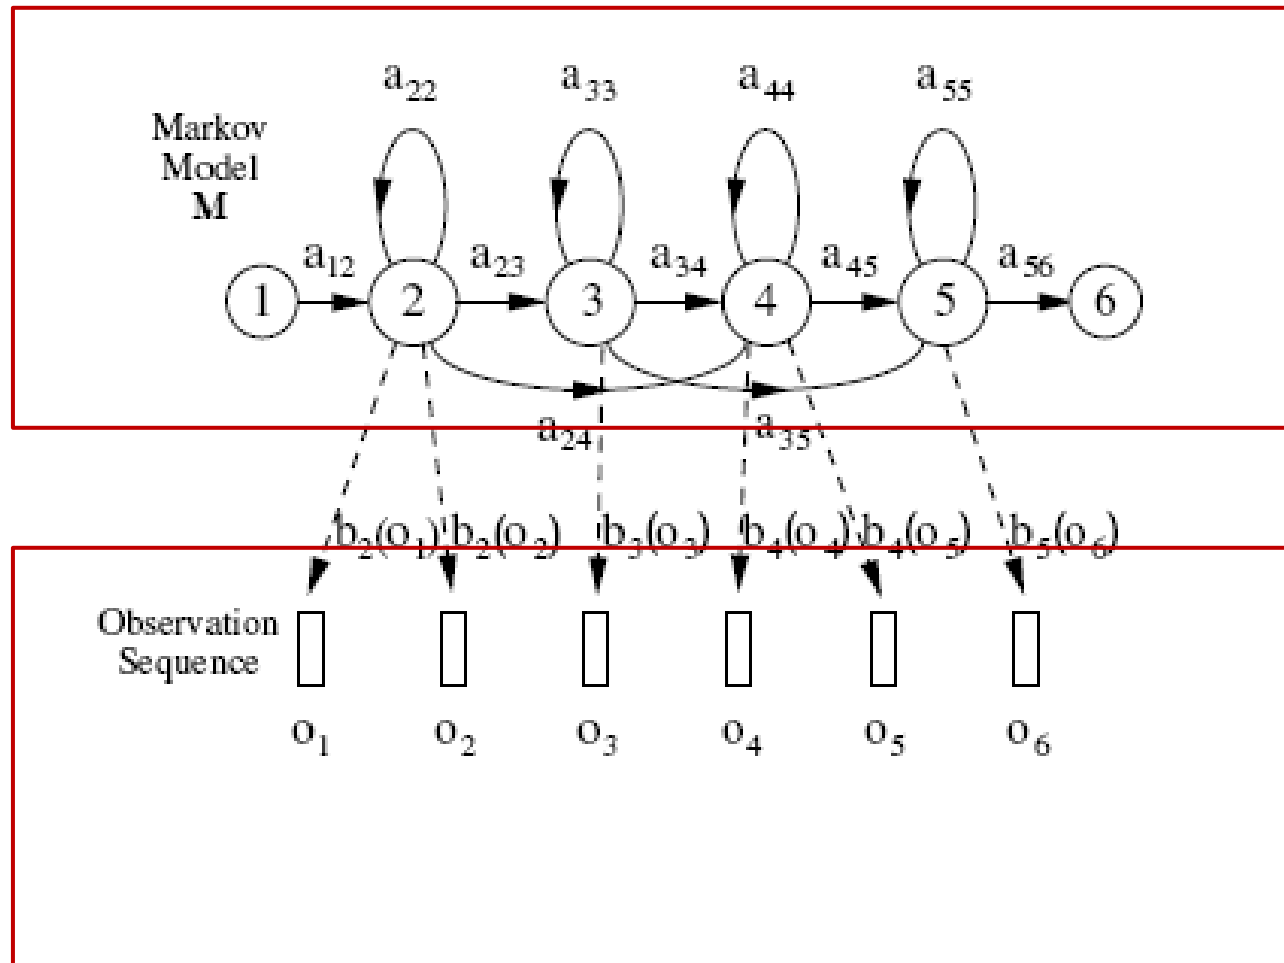 a₂₂ a₃₃ a₄₄ a₅₅
Markov
Model
M
a₁₂ a₂₃ a₃₄ a₄₅ a₅₆
1 2 3 4 5 6
a₂₄ a₃₅
b₂(o₁) b₂(o₂) b₃(o₃) b₄(o₄) b₄(o₅) b₅(o₆)
Observation
Sequence
o₁ o₂ o₃ o₄ o₅ o₆